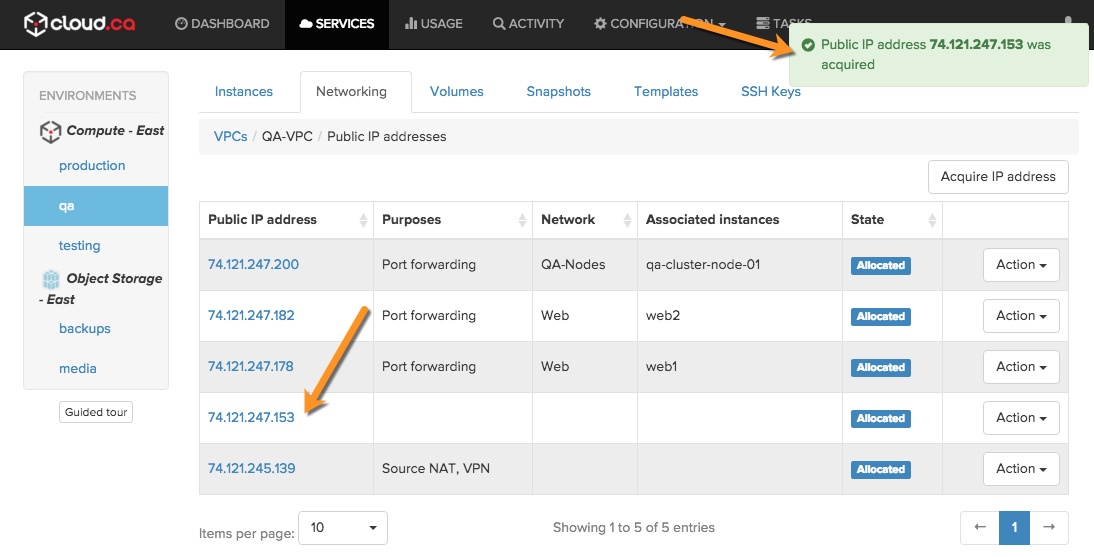 cloud.ca DASHBOARD SERVICES USAGE ACTIVITY CONFIGURATION TASKS
Public IP address 74.121.247.153 was
acquired
ENVIRONMENTS
Compute - East
production
qa
testing
Object Storage
- East
backups
media
Guided tour
Instances Networking Volumes Snapshots Templates SSH Keys
VPCs / QA-VPC / Public IP addresses
Acquire IP address
Public IP address Purposes Network Associated instances State
74.121.247.200 Port forwarding QA-Nodes qa-cluster-node-01 Allocated Action
74.121.247.182 Port forwarding Web web2 Allocated Action
74.121.247.178 Port forwarding Web web1 Allocated Action
74.121.247.153 Allocated Action
74.121.245.139 Source NAT, VPN Allocated Action
Items per page: 10 Showing 1 to 5 of 5 entries ← 1 →